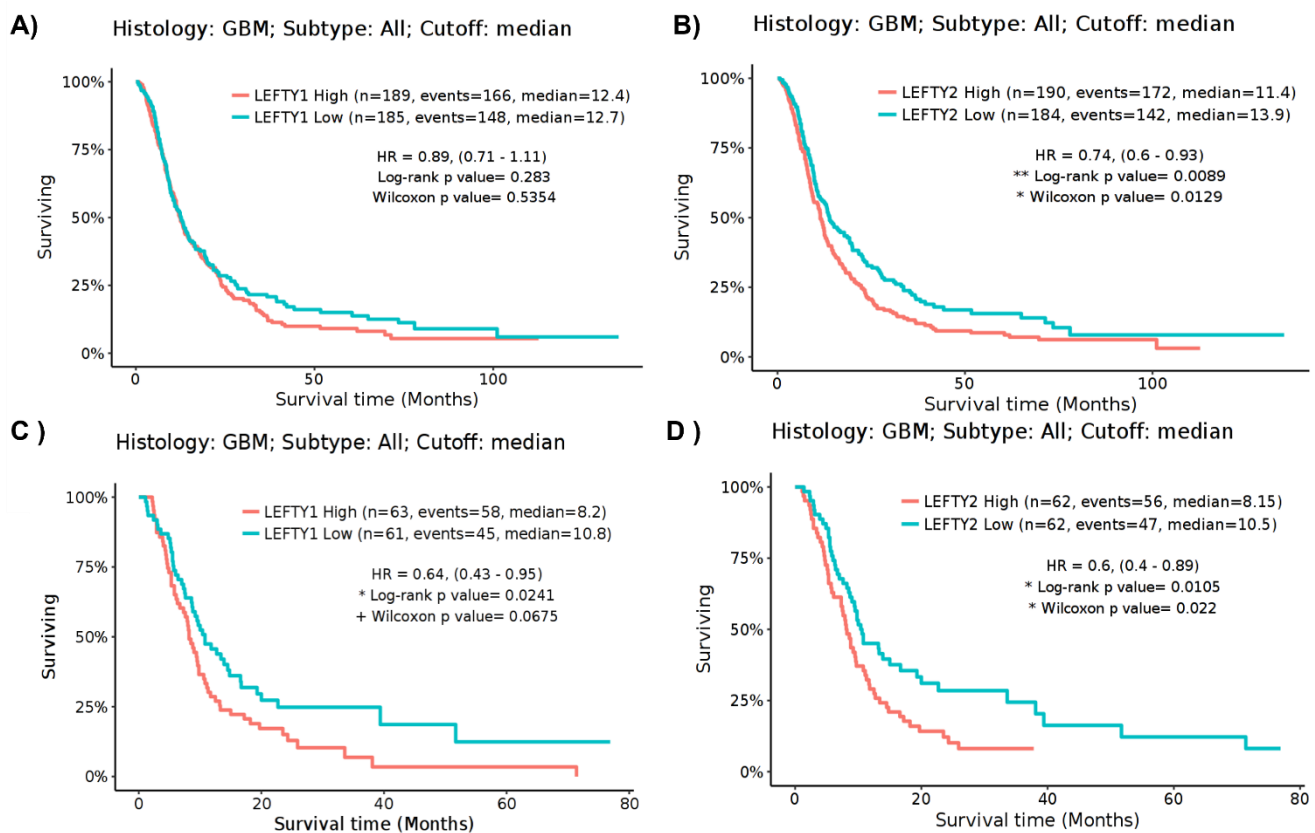 A)
Histology: GBM; Subtype: All; Cutoff: median
100%
75%
50%
25%
0%
Surviving
LEFTY1 High (n=189, events=166, median=12.4)
LEFTY1 Low (n=185, events=148, median=12.7)
HR = 0.89, (0.71 - 1.11)
Log-rank p value= 0.283
Wilcoxon p value= 0.5354
0 50 100
Survival time (Months)
B)
Histology: GBM; Subtype: All; Cutoff: median
100%
75%
50%
25%
0%
Surviving
LEFTY2 High (n=190, events=172, median=11.4)
LEFTY2 Low (n=184, events=142, median=13.9)
HR = 0.74, (0.6 - 0.93)
** Log-rank p value= 0.0089
* Wilcoxon p value= 0.0129
0 50 100
Survival time (Months)
C )
Histology: GBM; Subtype: All; Cutoff: median
100%
75%
50%
25%
0%
Surviving
LEFTY1 High (n=63, events=58, median=8.2)
LEFTY1 Low (n=61, events=45, median=10.8)
HR = 0.64, (0.43 - 0.95)
* Log-rank p value= 0.0241
+ Wilcoxon p value= 0.0675
0 20 40 60 80
Survival time (Months)
D )
Histology: GBM; Subtype: All; Cutoff: median
100%
75%
50%
25%
0%
Surviving
LEFTY2 High (n=62, events=56, median=8.15)
LEFTY2 Low (n=62, events=47, median=10.5)
HR = 0.6, (0.4 - 0.89)
* Log-rank p value= 0.0105
* Wilcoxon p value= 0.022
0 20 40 60 80
Survival time (Months)